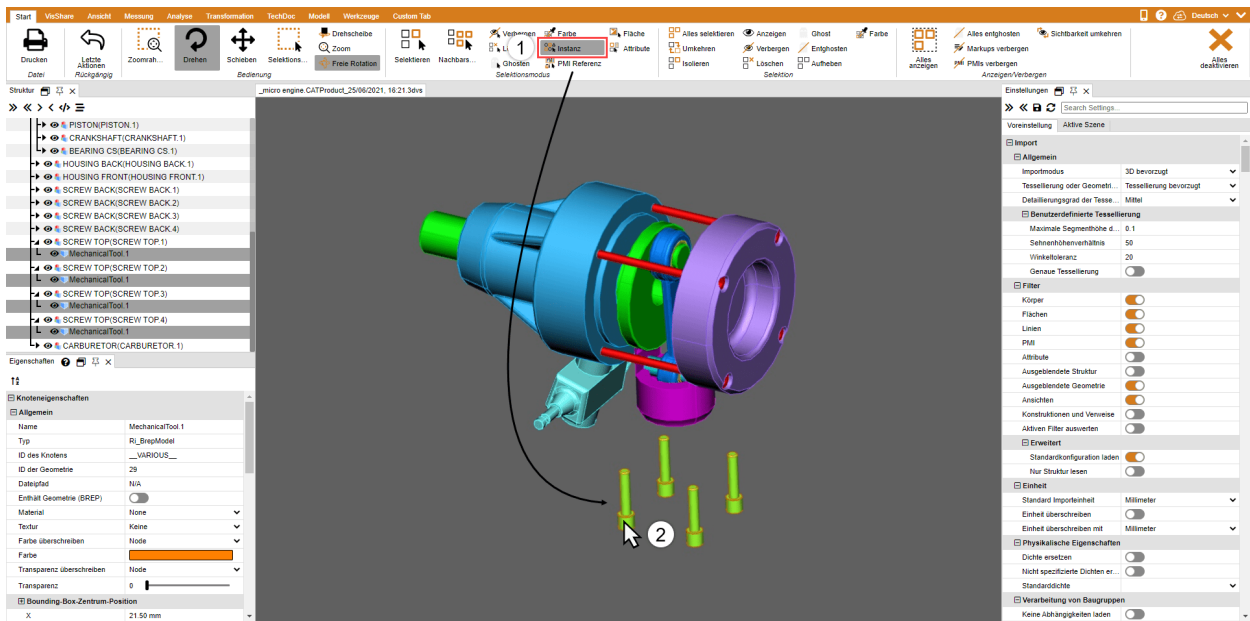 Start VisShare Ansicht Messung Analyse Transformation TechDoc Modell Werkzeuge Custom Tab Deutsch
Drucken
Letzte Aktionen
Zoomrah...
Drehen
Schieben
Selektions...
Drehscheibe
Zoom
Freie Rotation
Selektieren
Nachbars...
Verbergen
Ghosten
Farbe
Instanz
PMI Referenz
Fläche
Attribute
1
Alles selektieren
Umkehren
Isolieren
Anzeigen
Verbergen
Löschen
Ghost
Entghosten
Aufheben
Farbe
Alles anzeigen
Alles entghosten
Markups verbergen
PMIs verbergen
Sichtbarkeit umkehren
Alles deaktivieren
Datei Rückgängig Bedienung Selektionsmodus Selektion Anzeigen/Verbergen
Struktur
_micro engine.CATProduct_25/06/2021, 16:21.3dvs
PISTON(PISTON.1)
CRANKSHAFT(CRANKSHAFT.1)
BEARING CS(BEARING CS.1)
HOUSING BACK(HOUSING BACK.1)
HOUSING FRONT(HOUSING FRONT.1)
SCREW BACK(SCREW BACK.1)
SCREW BACK(SCREW BACK.2)
SCREW BACK(SCREW BACK.3)
SCREW BACK(SCREW BACK.4)
SCREW TOP(SCREW TOP.1)
MechanicalTool.1
SCREW TOP(SCREW TOP.2)
MechanicalTool.1
SCREW TOP(SCREW TOP.3)
MechanicalTool.1
SCREW TOP(SCREW TOP.4)
MechanicalTool.1
CARBURETOR(CARBURETOR.1)
Eigenschaften
Knoteneigenschaften
Allgemein
Name MechanicalTool.1
Typ Ri_BrepModel
ID des Knotens __VARIOUS__
ID der Geometrie 29
Dateipfad N/A
Enthält Geometrie (BREP)
Material None
Textur Keine
Farbe überschreiben Node
Farbe
Transparenz überschreiben Node
Transparenz 0
Bounding-Box-Zentrum-Position
X 21.50 mm
2
Einstellungen
Search Settings...
Voreinstellung Aktive Szene
Import
Allgemein
Importmodus 3D bevorzugt
Tessellierung oder Geometri... Tessellierung bevorzugt
Detaillierungsgrad der Tesse... Mittel
Benutzerdefinierte Tessellierung
Maximale Segmenthöhe d... 0.1
Sehnenhöhenverhältnis 50
Winkeltoleranz 20
Genaue Tessellierung
Filter
Körper
Flächen
Linien
PMI
Attribute
Ausgeblendete Struktur
Ausgeblendete Geometrie
Ansichten
Konstruktionen und Verweise
Aktiven Filter auswerten
Erweitert
Standardkonfiguration laden
Nur Struktur lesen
Einheit
Standard Importeinheit Millimeter
Einheit überschreiben
Einheit überschreiben mit Millimeter
Physikalische Eigenschaften
Dichte ersetzen
Nicht spezifizierte Dichten er...
Standarddichte
Verarbeitung von Baugruppen
Keine Abhängigkeiten laden